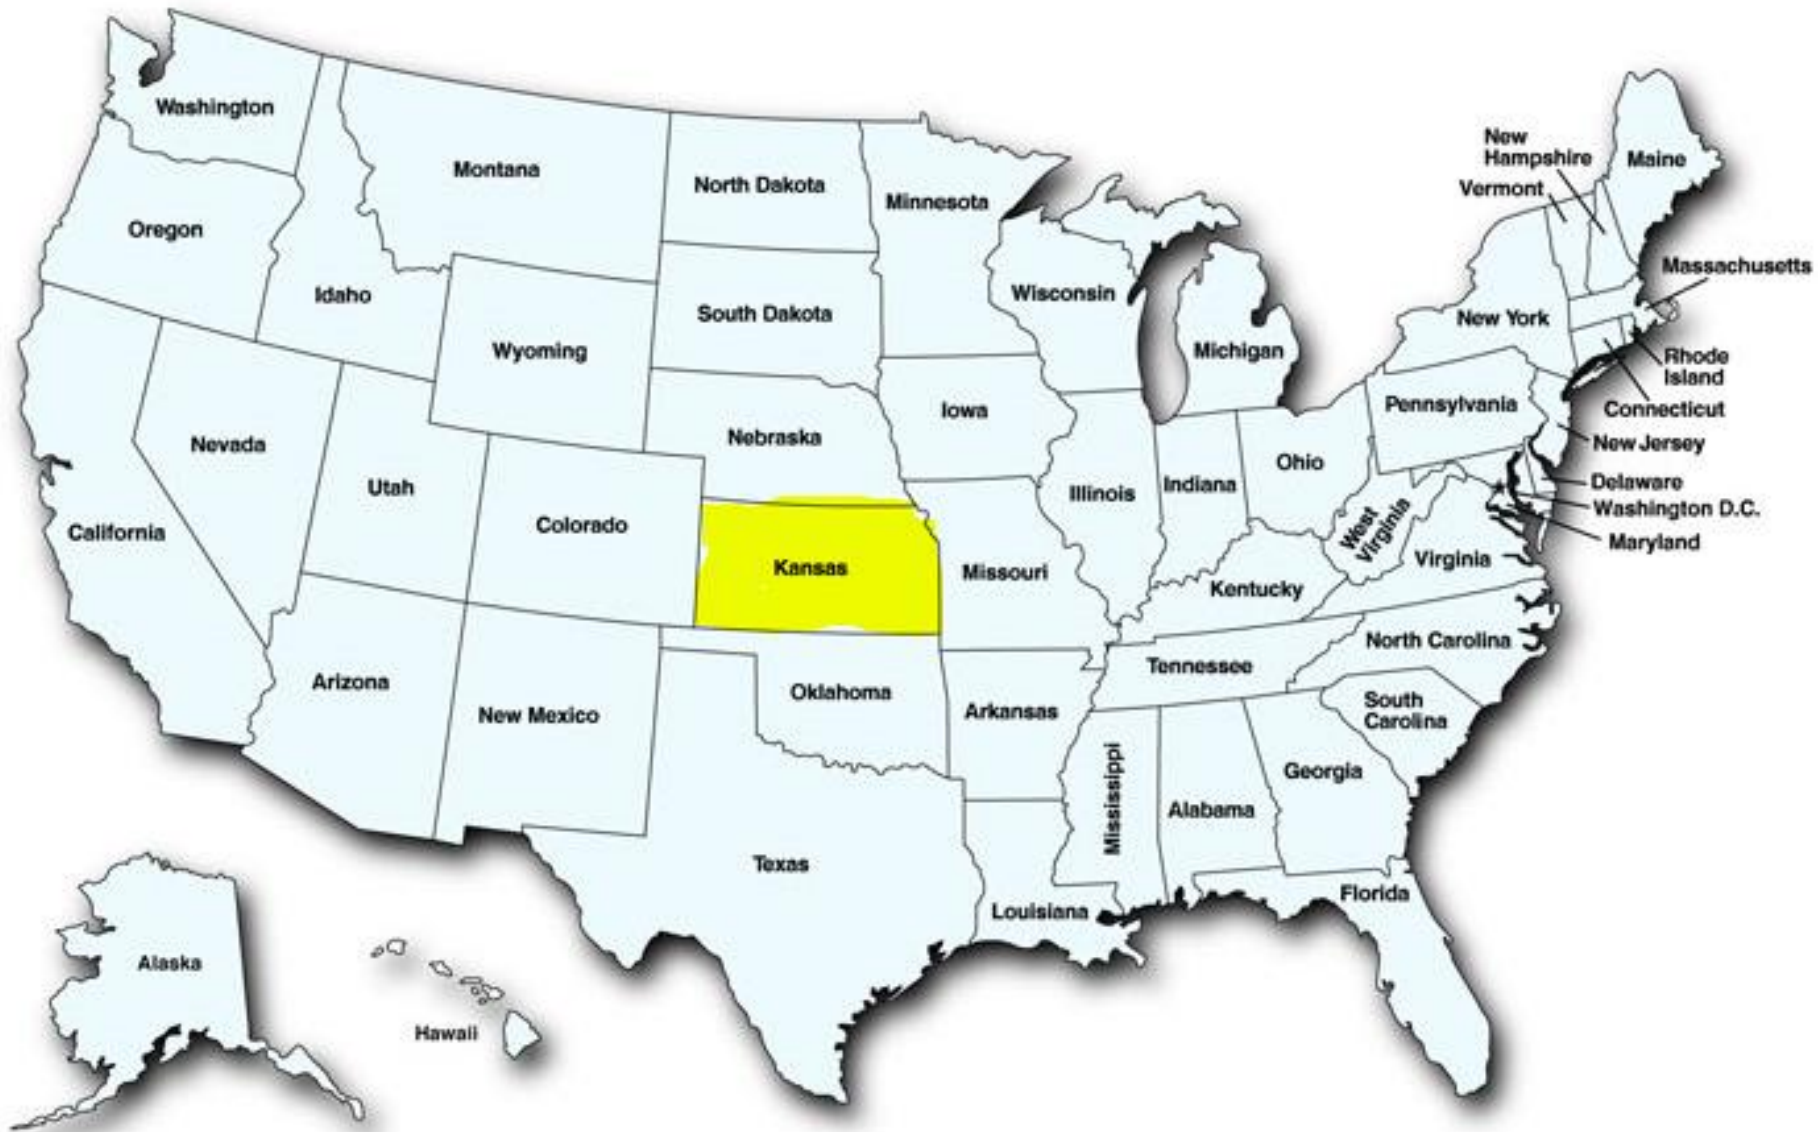 Washington
Montana
North Dakota
Minnesota
New
Hampshire
Vermont
Maine
Oregon
Idaho
Wyoming
South Dakota
Wisconsin
Michigan
New York
Massachusetts
Rhode
Island
Connecticut
Pennsylvania
New Jersey
Delaware
Washington D.C.
Maryland
Nevada
Utah
Colorado
Nebraska
Iowa
Illinois
Indiana
Ohio
West
Virginia
Virginia
California
Kansas
Missouri
Kentucky
North Carolina
Tennessee
South
Carolina
Arizona
New Mexico
Oklahoma
Arkansas
Mississippi
Alabama
Georgia
Texas
Louisiana
Florida
Alaska
Hawaii